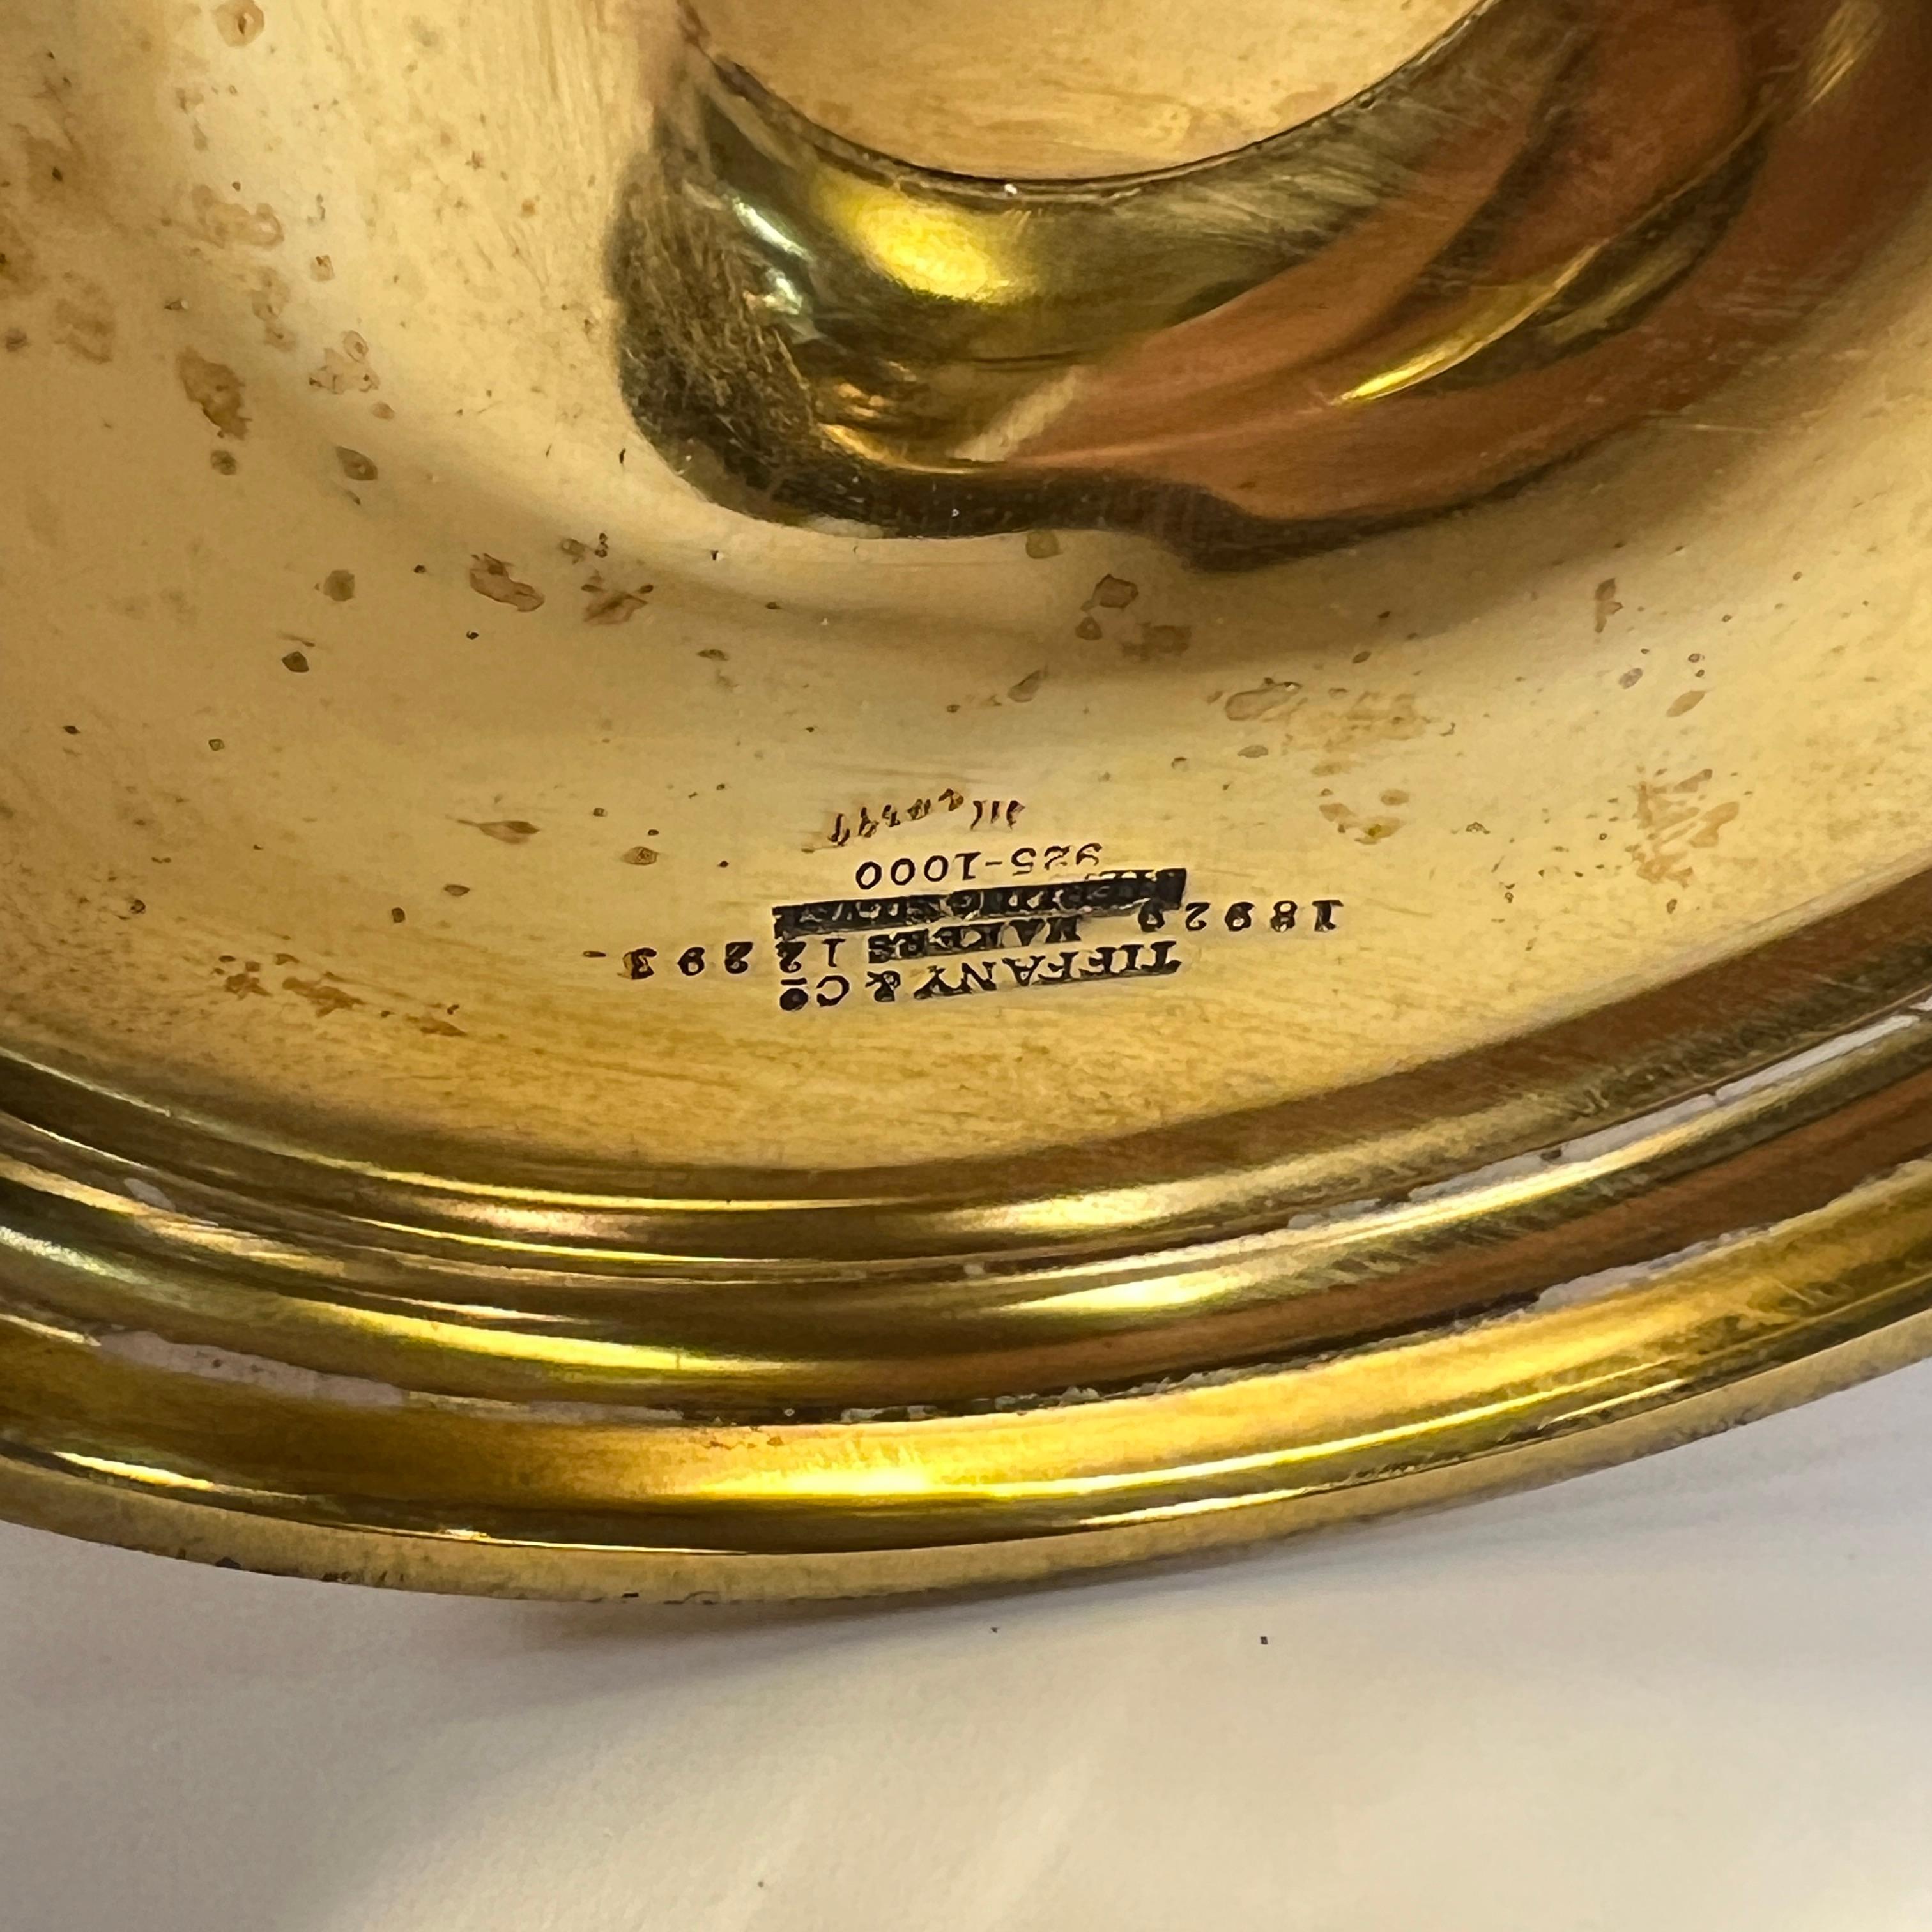 TIFFANY & Cº
18929 MAKERS 12293
STERLING SILVER
925-1000